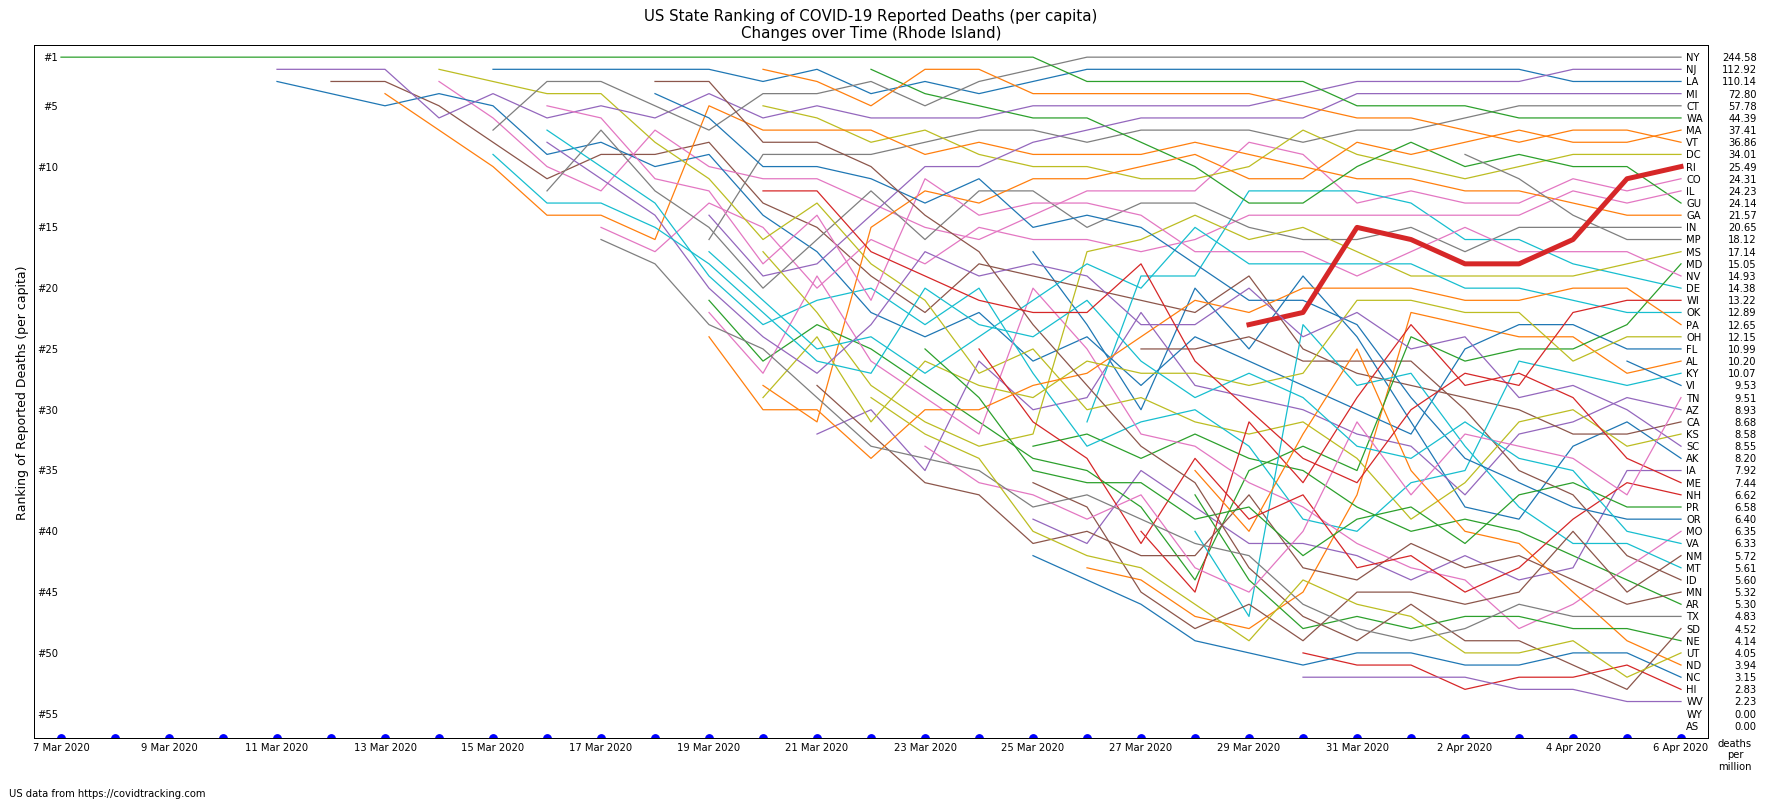 US State Ranking of COVID-19 Reported Deaths (per capita)
Changes over Time (Rhode Island)
Ranking of Reported Deaths (per capita)
#1
#5
#10
#15
#20
#25
#30
#35
#40
#45
#50
#55
NY 244.58
NJ 112.92
LA 110.14
MI 72.80
CT 57.78
WA 44.39
MA 37.41
VT 36.86
DC 34.01
RI 25.49
CO 24.31
IL 24.23
GU 24.14
GA 21.57
IN 20.65
MP 18.12
MS 17.14
MD 15.05
NV 14.93
DE 14.38
WI 13.22
OK 12.89
PA 12.65
OH 12.15
FL 10.99
AL 10.20
KY 10.07
VI 9.53
TN 9.51
AZ 8.93
CA 8.68
KS 8.58
SC 8.55
AK 8.20
IA 7.92
ME 7.44
NH 6.62
PR 6.58
OR 6.40
MO 6.35
VA 6.33
NM 5.72
MT 5.61
ID 5.60
MN 5.32
AR 5.30
TX 4.83
SD 4.52
NE 4.14
UT 4.05
ND 3.94
NC 3.15
HI 2.83
WV 2.23
WY 0.00
AS 0.00
7 Mar 2020 9 Mar 2020 11 Mar 2020 13 Mar 2020 15 Mar 2020 17 Mar 2020 19 Mar 2020 21 Mar 2020 23 Mar 2020 25 Mar 2020 27 Mar 2020 29 Mar 2020 31 Mar 2020 2 Apr 2020 4 Apr 2020 6 Apr 2020
deaths
per
million
US data from https://covidtracking.com